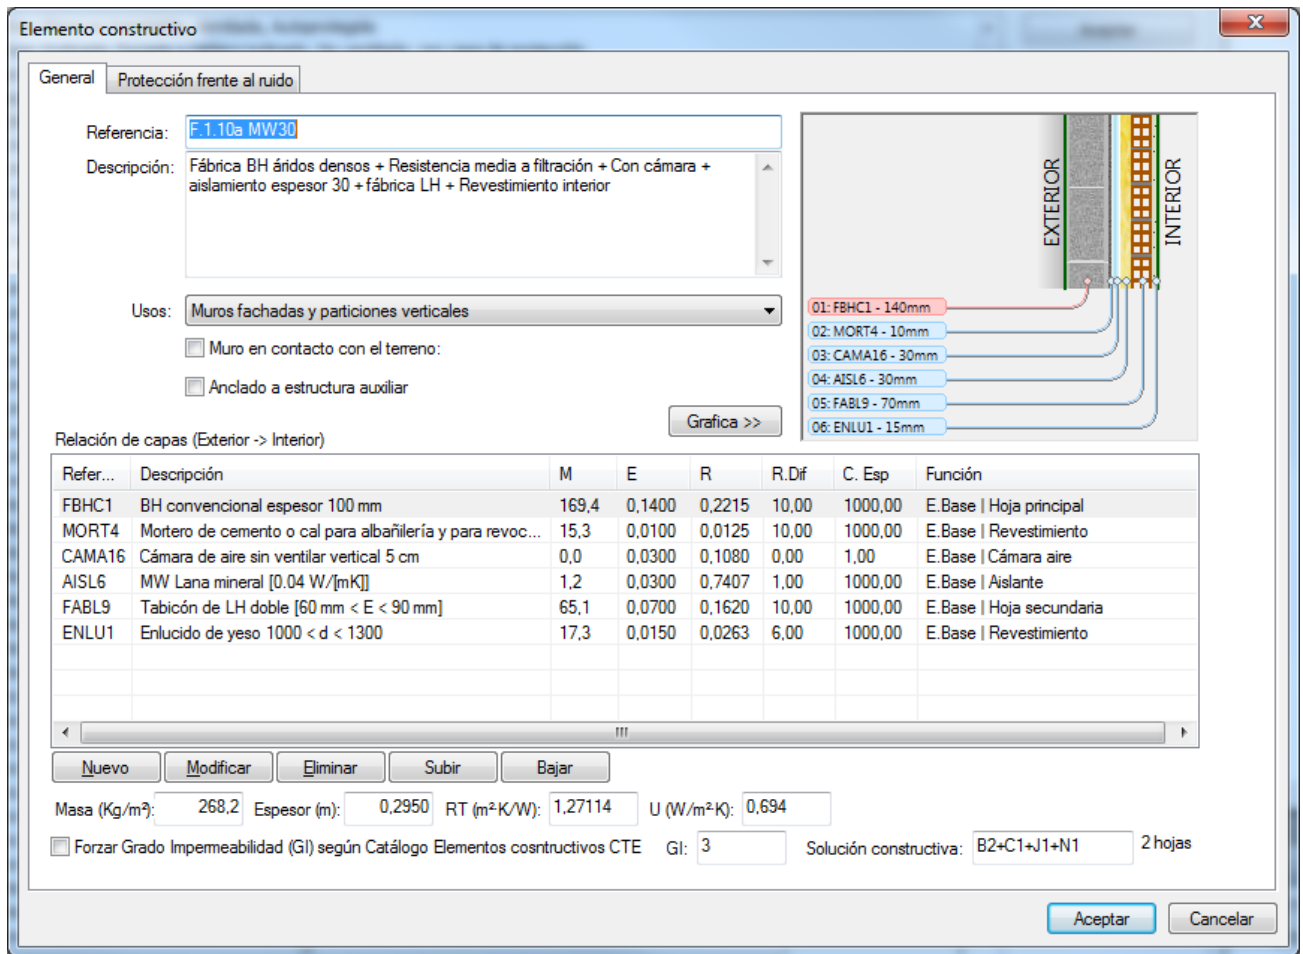 Elemento constructivo
General
Protección frente al ruido
Referencia: F.1.10a MW30
Descripción: Fábrica BH áridos densos + Resistencia media a filtración + Con cámara +
aislamiento espesor 30 + fábrica LH + Revestimiento interior
Usos: Muros fachadas y particiones verticales
Muro en contacto con el terreno:
Anclado a estructura auxiliar
Grafica >>
EXTERIOR
INTERIOR
01: FBHC1 - 140mm
02: MORT4 - 10mm
03: CAMA16 - 30mm
04: AISL6 - 30mm
05: FABL9 - 70mm
06: ENLU1 - 15mm
Relación de capas (Exterior -> Interior)
Refer... Descripción M E R R.Dif C. Esp Función
FBHC1 BH convencional espesor 100 mm 169,4 0,1400 0,2215 10,00 1000,00 E.Base | Hoja principal
MORT4 Mortero de cemento o cal para albañilería y para revoc... 15,3 0,0100 0,0125 10,00 1000,00 E.Base | Revestimiento
CAMA16 Cámara de aire sin ventilar vertical 5 cm 0,0 0,0300 0,1080 0,00 1,00 E.Base | Cámara aire
AISL6 MW Lana mineral [0.04 W/[mK]] 1,2 0,0300 0,7407 1,00 1000,00 E.Base | Aislante
FABL9 Tabicón de LH doble [60 mm < E < 90 mm] 65,1 0,0700 0,1620 10,00 1000,00 E.Base | Hoja secundaria
ENLU1 Enlucido de yeso 1000 < d < 1300 17,3 0,0150 0,0263 6,00 1000,00 E.Base | Revestimiento
Nuevo Modificar Eliminar Subir Bajar
Masa (Kg/m²): 268,2 Espesor (m): 0,2950 RT (m²·K/W): 1,27114 U (W/m²·K): 0,694
Forzar Grado Impermeabilidad (GI) según Catálogo Elementos cosntructivos CTE GI: 3 Solución constructiva: B2+C1+J1+N1 2 hojas
Aceptar Cancelar